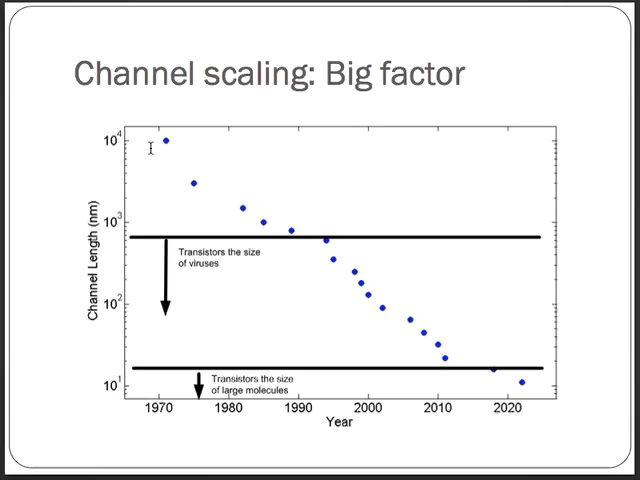 Channel scaling: Big factor
Channel Length (nm)
10^4
10^3
10^2
10^1
Transistors the size
of viruses
Transistors the size
of large molecules
1970 1980 1990 2000 2010 2020
Year